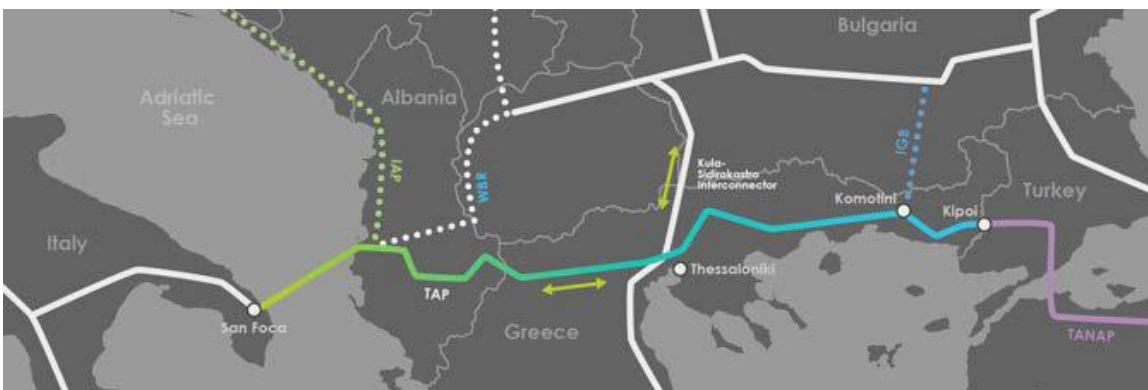 Bulgaria
Adriatic
Sea
Albania
IAP
WBR
IGB
Kula-
Sidirokastro
Interconnector
Komotini
Kipoi
Turkey
Italy
San Foca
TAP
Thessaloniki
Greece
TANAP